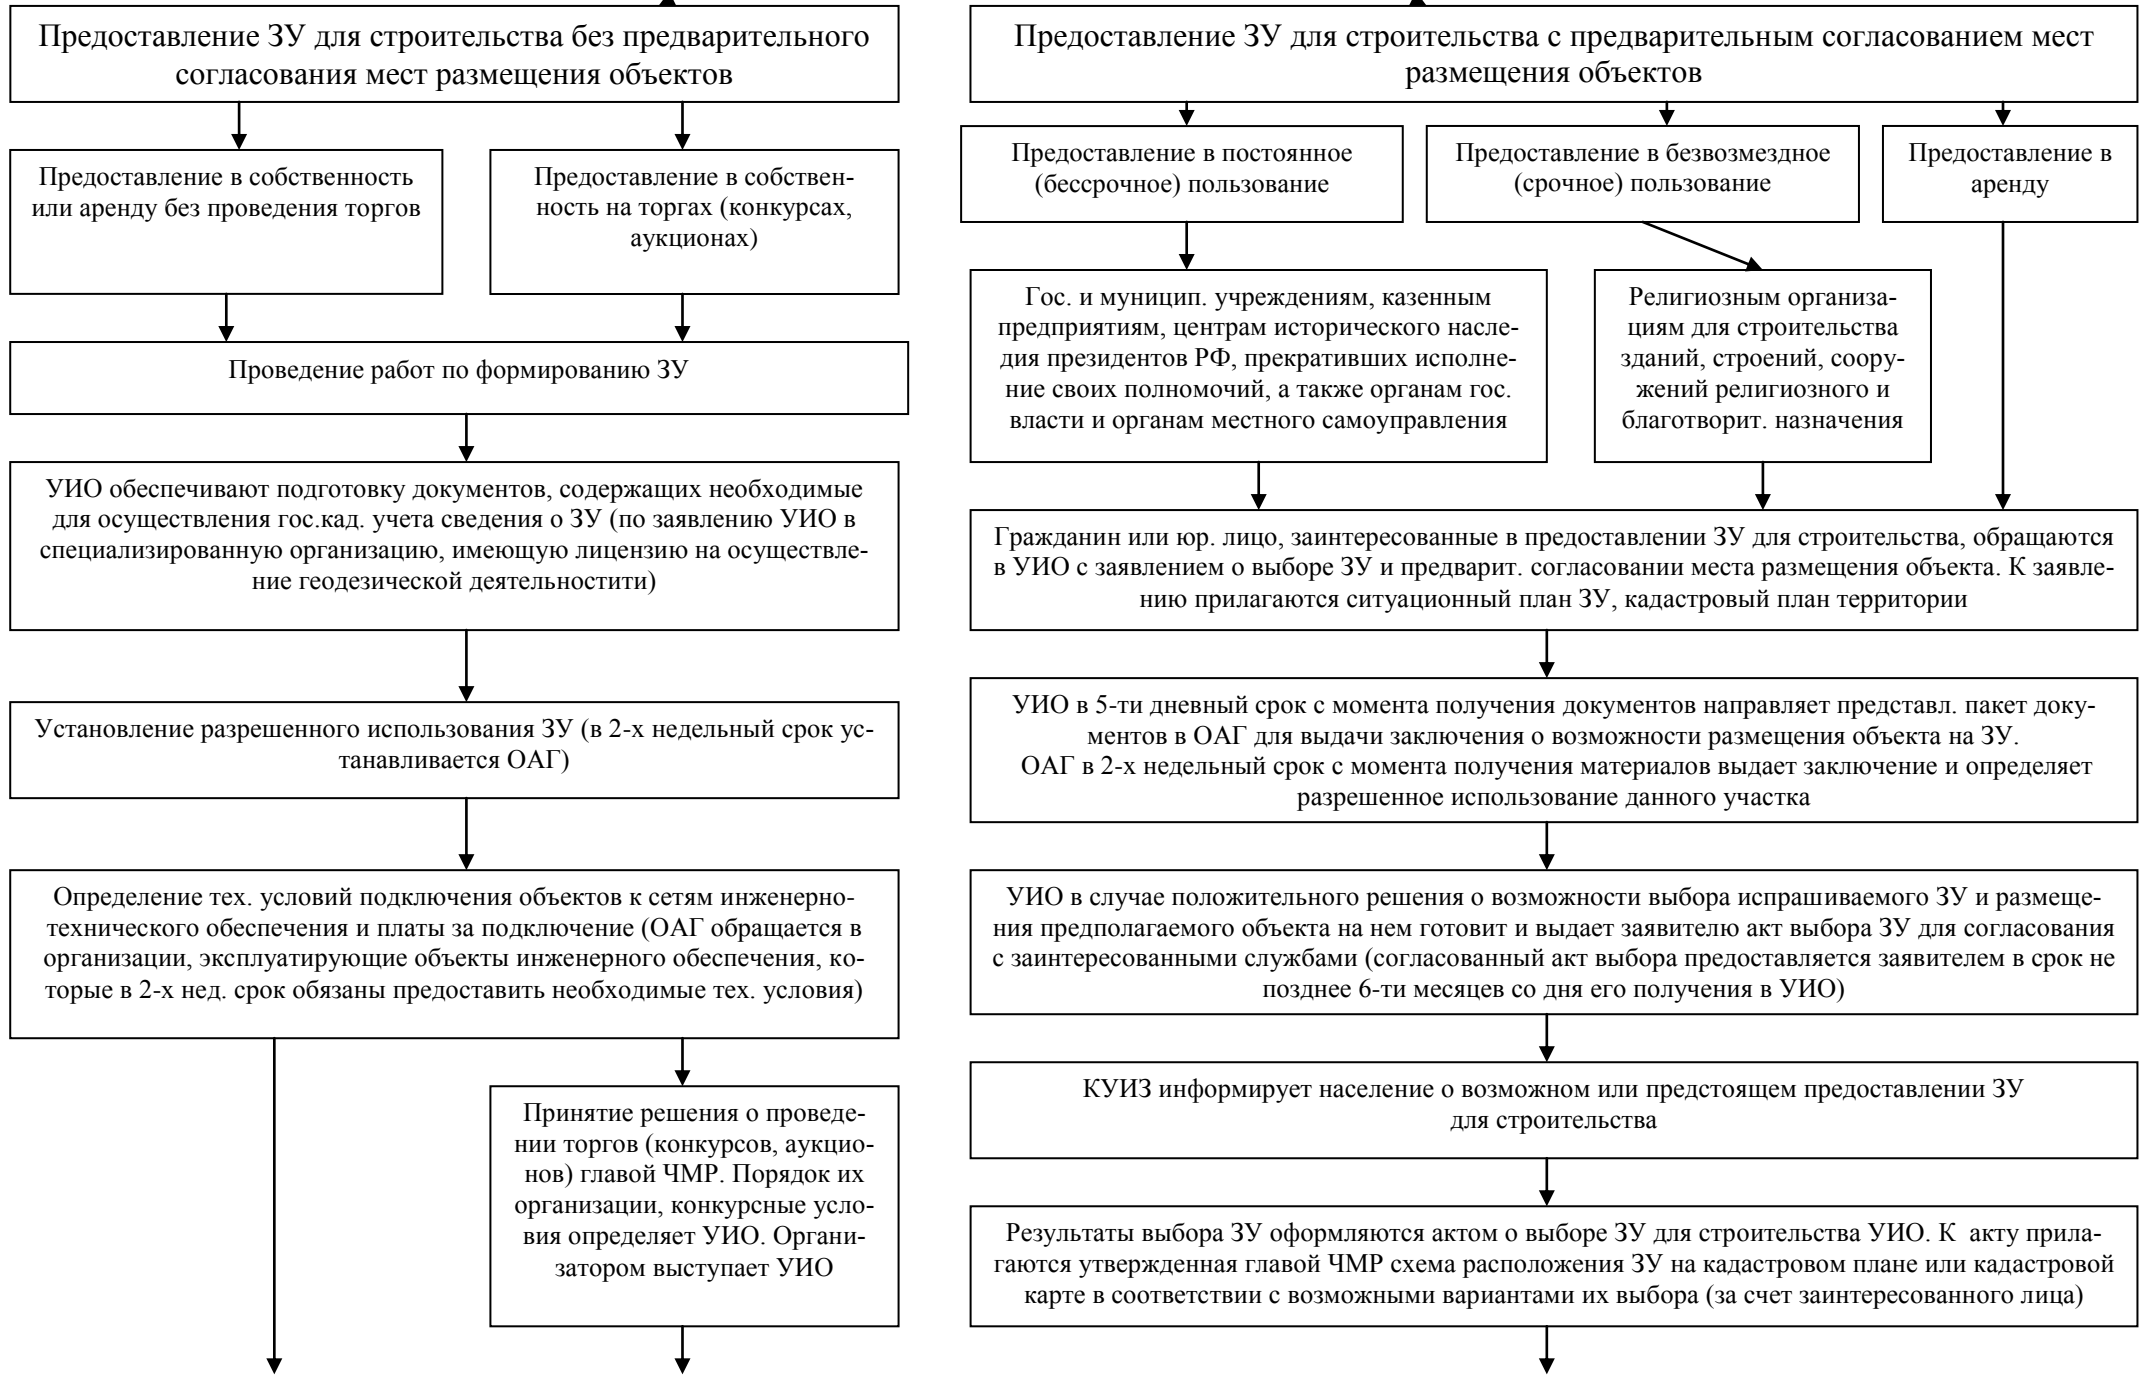 Предоставление ЗУ для строительства без предварительного
согласования мест размещения объектов
Предоставление в собственность
или аренду без проведения торгов
Предоставление в собствен-
ность на торгах (конкурсах,
аукционах)
Проведение работ по формированию ЗУ
УИО обеспечивают подготовку документов, содержащих необходимые
для осуществления гос.кад. учета сведения о ЗУ (по заявлению УИО в
специализированную организацию, имеющую лицензию на осуществле-
ние геодезической деятельностити)
Установление разрешенного использования ЗУ (в 2-х недельный срок ус-
танавливается ОАГ)
Определение тех. условий подключения объектов к сетям инженерно-
технического обеспечения и платы за подключение (ОАГ обращается в
организации, эксплуатирующие объекты инженерного обеспечения, ко-
торые в 2-х нед. срок обязаны предоставить необходимые тех. условия)
Принятие решения о проведе-
нии торгов (конкурсов, аукцио-
нов) главой ЧМР. Порядок их
организации, конкурсные усло-
вия определяет УИО. Органи-
затором выступает УИО
Предоставление ЗУ для строительства с предварительным согласованием мест
размещения объектов
Предоставление в постоянное
(бессрочное) пользование
Предоставление в безвозмездное
(срочное) пользование
Предоставление в
аренду
Гос. и муницип. учреждениям, казенным
предприятиям, центрам исторического насле-
дия президентов РФ, прекративших исполне-
ние своих полномочий, а также органам гос.
власти и органам местного самоуправления
Религиозным организа-
циям для строительства
зданий, строений, соору-
жений религиозного и
благотворит. назначения
Гражданин или юр. лицо, заинтересованные в предоставлении ЗУ для строительства, обращаются
в УИО с заявлением о выборе ЗУ и предварит. согласовании места размещения объекта. К заявле-
нию прилагаются ситуационный план ЗУ, кадастровый план территории
УИО в 5-ти дневный срок с момента получения документов направляет представл. пакет доку-
ментов в ОАГ для выдачи заключения о возможности размещения объекта на ЗУ.
ОАГ в 2-х недельный срок с момента получения материалов выдает заключение и определяет
разрешенное использование данного участка
УИО в случае положительного решения о возможности выбора испрашиваемого ЗУ и размеще-
ния предполагаемого объекта на нем готовит и выдает заявителю акт выбора ЗУ для согласования
с заинтересованными службами (согласованный акт выбора предоставляется заявителем в срок не
позднее 6-ти месяцев со дня его получения в УИО)
КУИЗ информирует население о возможном или предстоящем предоставлении ЗУ
для строительства
Результаты выбора ЗУ оформляются актом о выборе ЗУ для строительства УИО. К акту прила-
гаются утвержденная главой ЧМР схема расположения ЗУ на кадастровом плане или кадастровой
карте в соответствии с возможными вариантами их выбора (за счет заинтересованного лица)